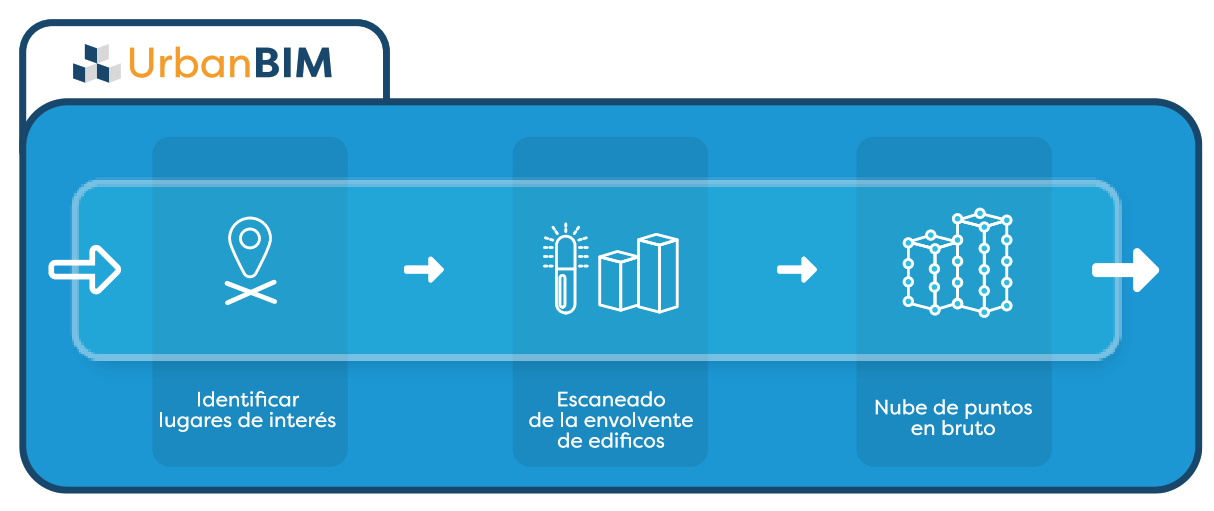 UrbanBIM
Identificar
lugares de interés
Escaneado
de la envolvente
de edificos
Nube de puntos
en bruto